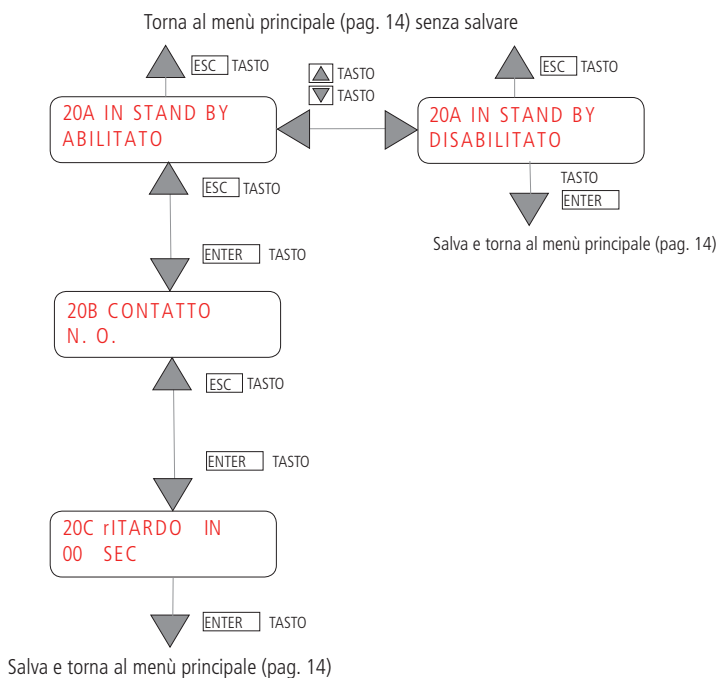 Torna al menù principale (pag. 14) senza salvare
ESC TASTO
TASTO
TASTO
ESC TASTO
20A IN STAND BY
ABILITATO
20A IN STAND BY
DISABILITATO
ESC TASTO
TASTO
ENTER
Salva e torna al menù principale (pag. 14)
ENTER TASTO
20B CONTATTO
N. O.
ESC TASTO
ENTER TASTO
20C rITARDO IN
00 SEC
ENTER TASTO
Salva e torna al menù principale (pag. 14)